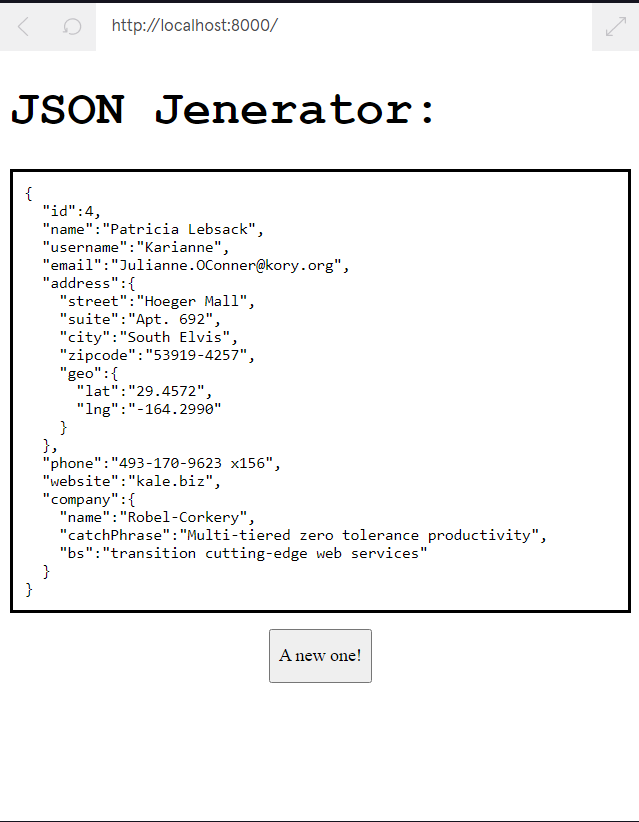 http://localhost:8000/
JSON Jenerator:
{
  "id":4,
  "name":"Patricia Lebsack",
  "username":"Karianne",
  "email":"Julianne.OConner@kory.org",
  "address":{
    "street":"Hoeger Mall",
    "suite":"Apt. 692",
    "city":"South Elvis",
    "zipcode":"53919-4257",
    "geo":{
      "lat":"29.4572",
      "lng":"-164.2990"
    }
  },
  "phone":"493-170-9623 x156",
  "website":"kale.biz",
  "company":{
    "name":"Robel-Corkery",
    "catchPhrase":"Multi-tiered zero tolerance productivity",
    "bs":"transition cutting-edge web services"
  }
}
A new one!